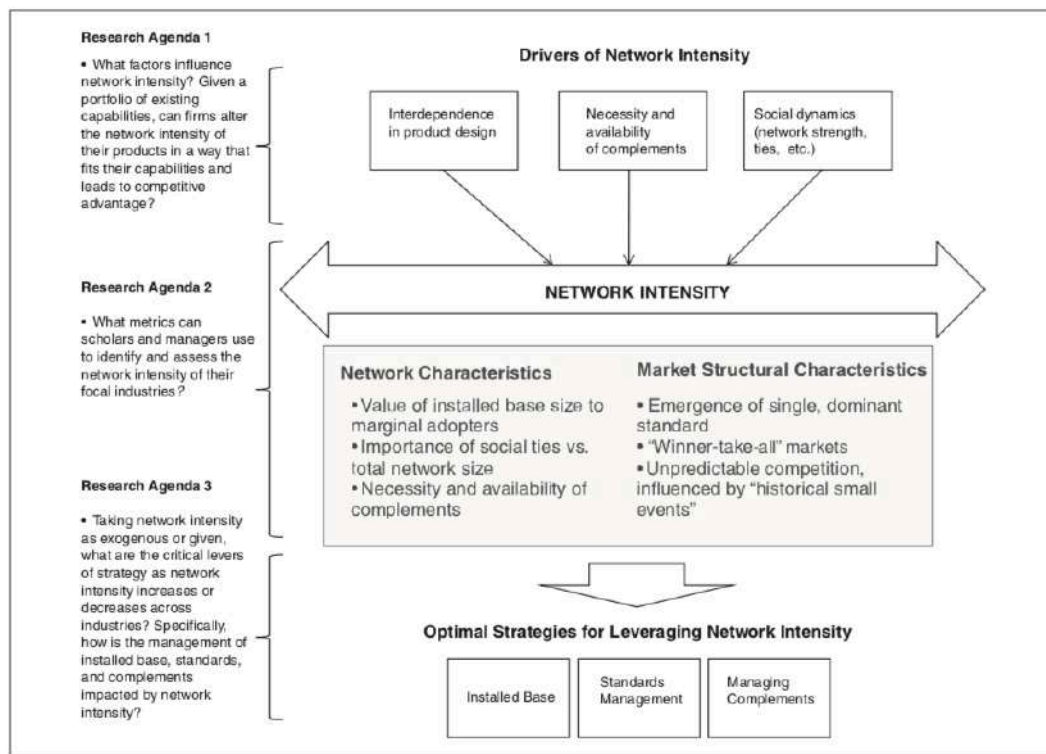 Research Agenda 1
• What factors influence
network intensity? Given a
portfolio of existing
capabilities, can firms alter
the network intensity of
their products in a way that
fits their capabilities and
leads to competitive
advantage?
Drivers of Network Intensity
Interdependence
in product design
Necessity and
availability
of complements
Social dynamics
(network strength,
ties, etc.)
NETWORK INTENSITY
Research Agenda 2
• What metrics can
scholars and managers use
to identify and assess the
network intensity of their
focal industries?
Network Characteristics
• Value of installed base size to
marginal adopters
• Importance of social ties vs.
total network size
• Necessity and availability of
complements
Market Structural Characteristics
• Emergence of single, dominant
standard
• “Winner-take-all” markets
• Unpredictable competition,
influenced by “historical small
events”
Research Agenda 3
• Taking network intensity
as exogenous or given,
what are the critical levers
of strategy as network
intensity increases or
decreases across
industries? Specifically,
how is the management of
installed base, standards,
and complements
impacted by network
intensity?
Optimal Strategies for Leveraging Network Intensity
Installed Base
Standards
Management
Managing
Complements